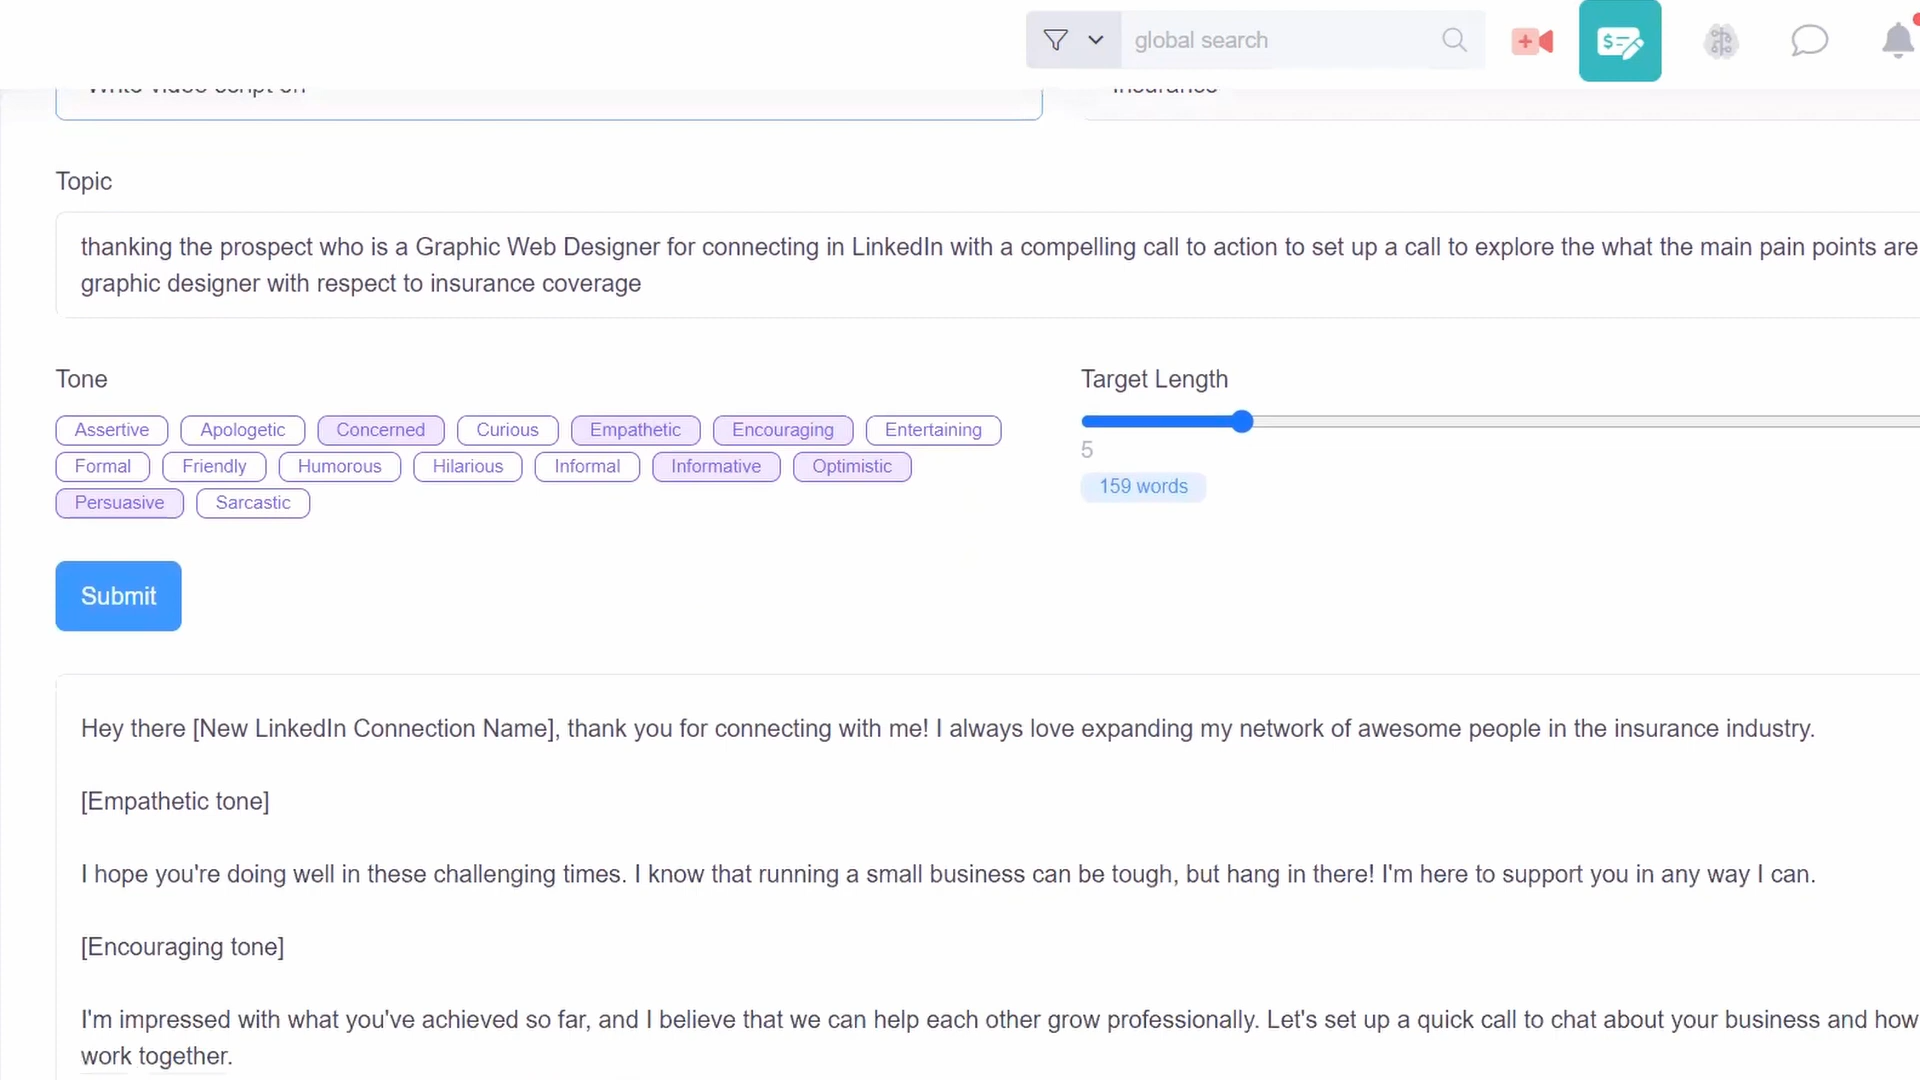 global search
Write video script on
Insurance
Topic
thanking the prospect who is a Graphic Web Designer for connecting in LinkedIn with a compelling call to action to set up a call to explore the what the main pain points are
graphic designer with respect to insurance coverage
Tone
Target Length
Assertive Apologetic Concerned Curious Empathetic Encouraging Entertaining
Formal Friendly Humorous Hilarious Informal Informative Optimistic
Persuasive Sarcastic
5
159 words
Submit
Hey there [New LinkedIn Connection Name], thank you for connecting with me! I always love expanding my network of awesome people in the insurance industry.
[Empathetic tone]
I hope you're doing well in these challenging times. I know that running a small business can be tough, but hang in there! I'm here to support you in any way I can.
[Encouraging tone]
I'm impressed with what you've achieved so far, and I believe that we can help each other grow professionally. Let's set up a quick call to chat about your business and how
work together.